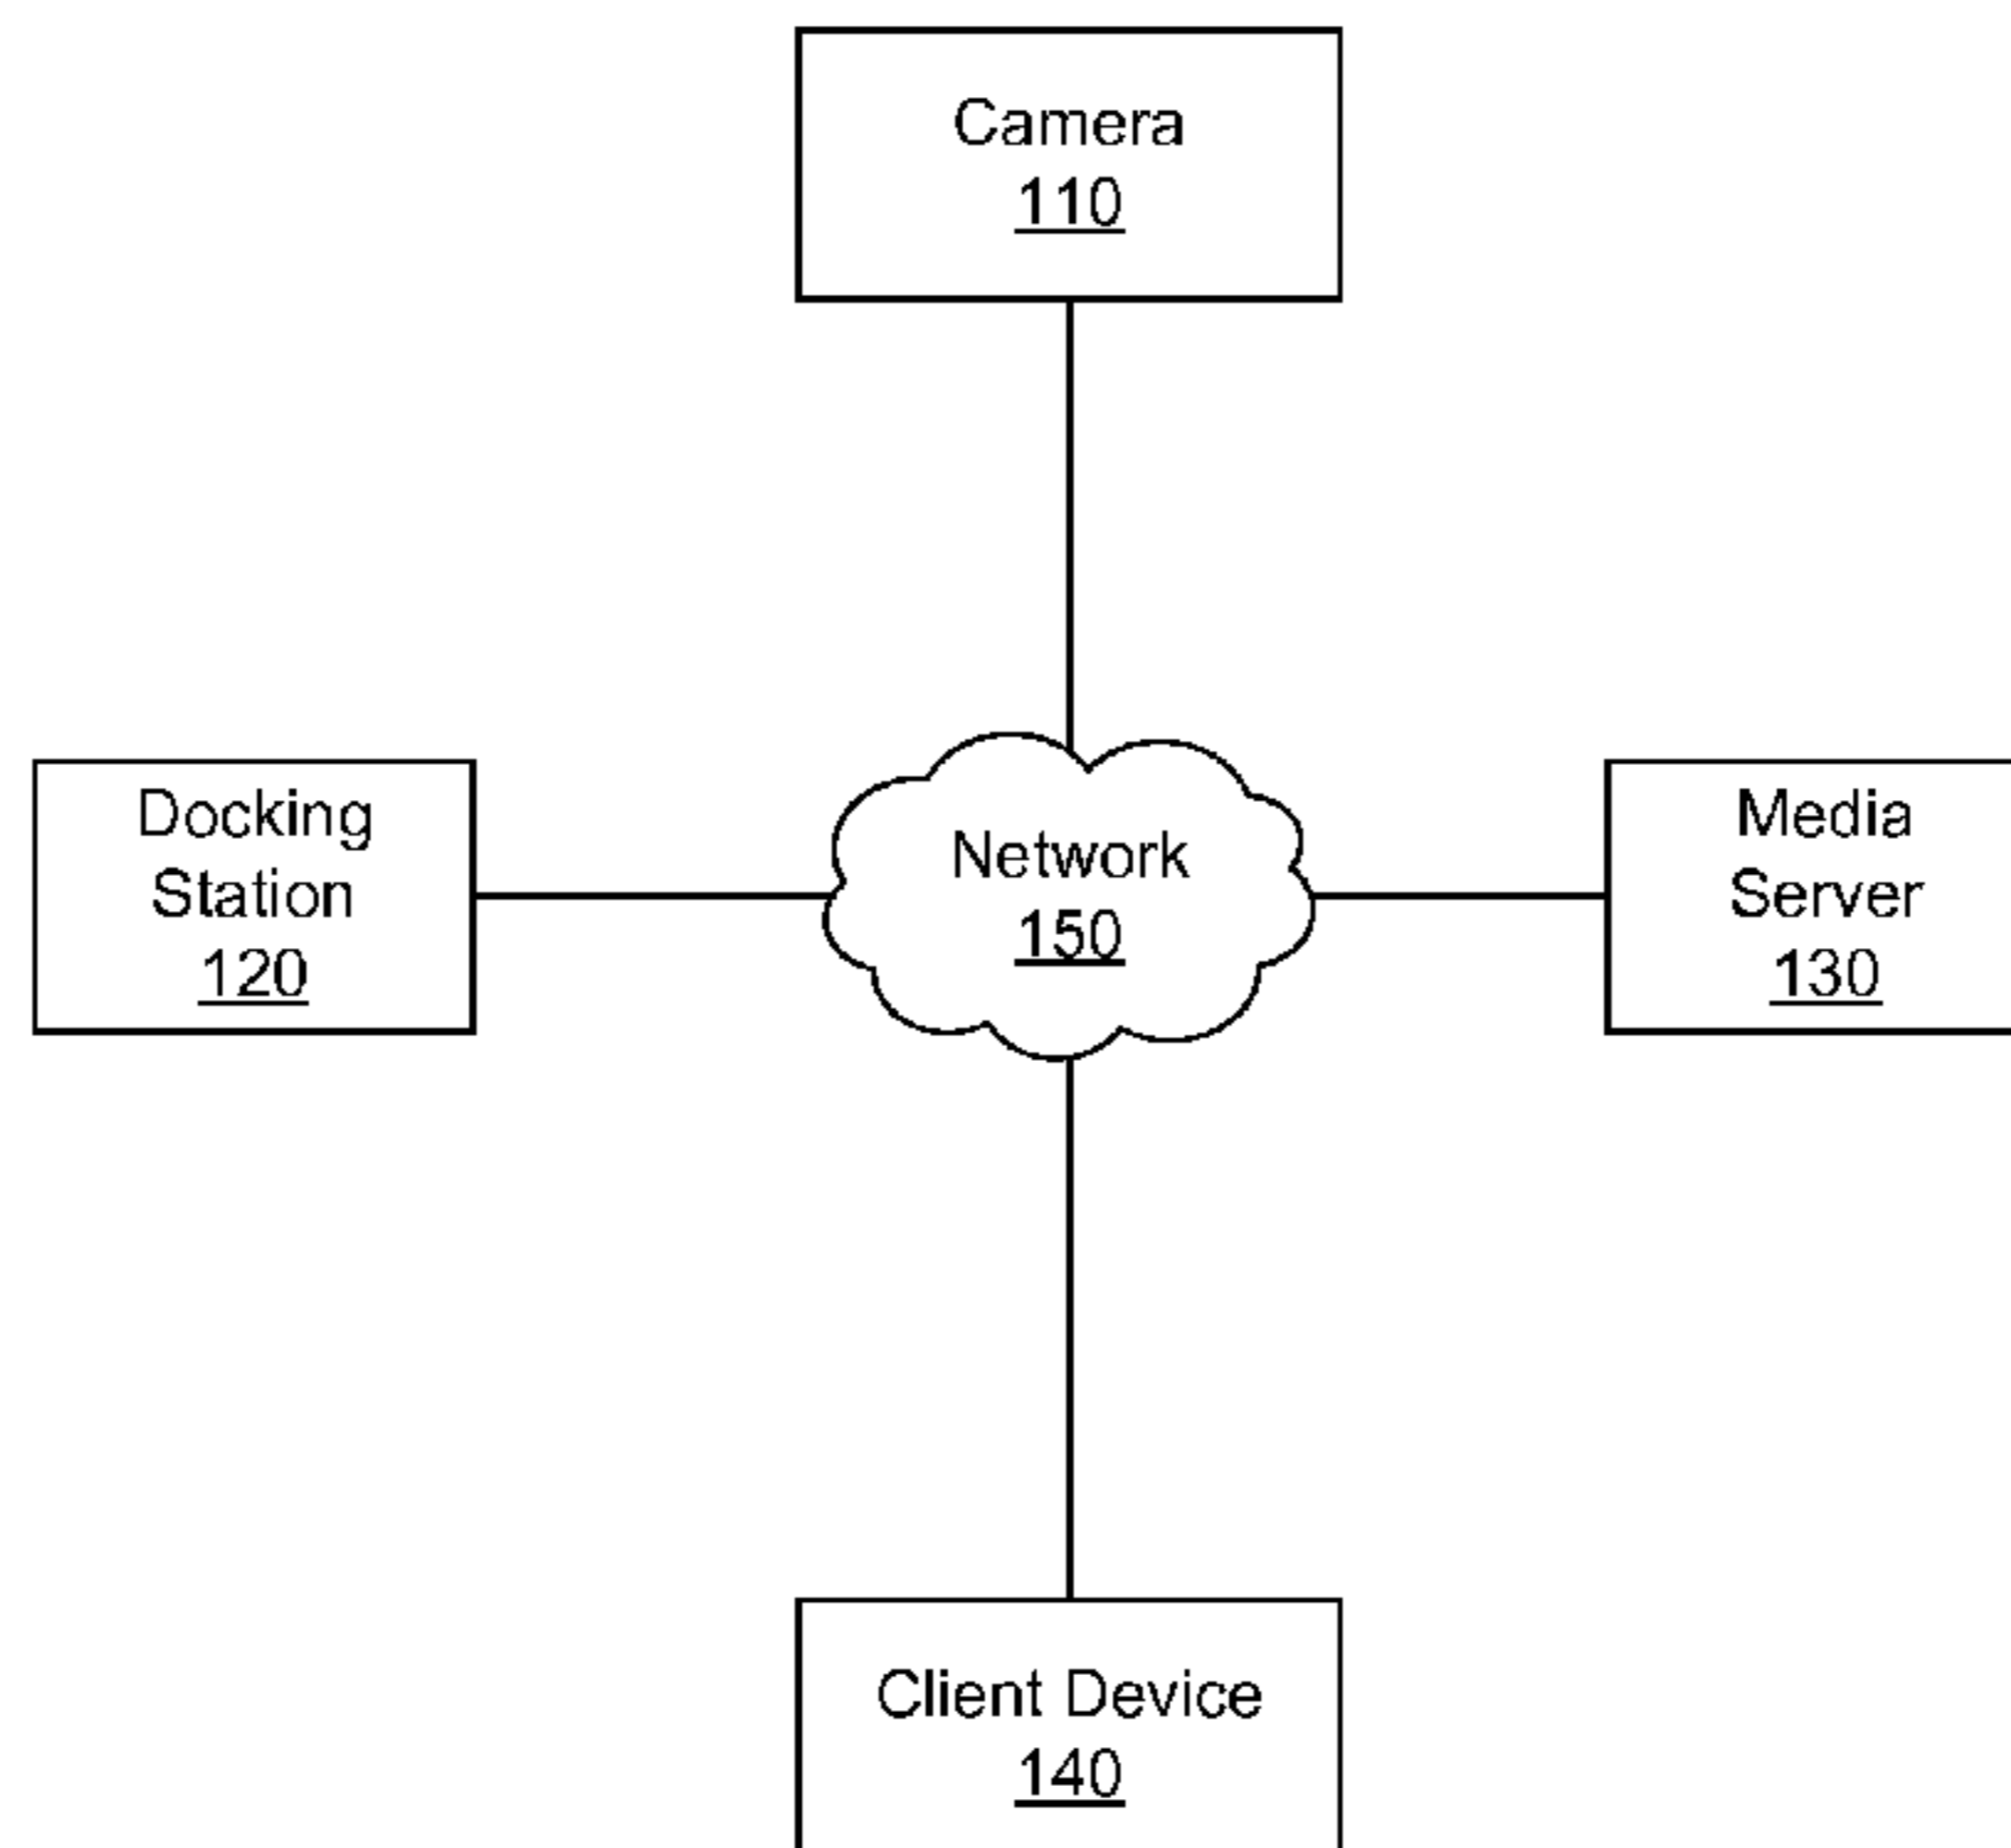 Camera
110
Docking
Station
120
Network
150
Media
Server
130
Client Device
140